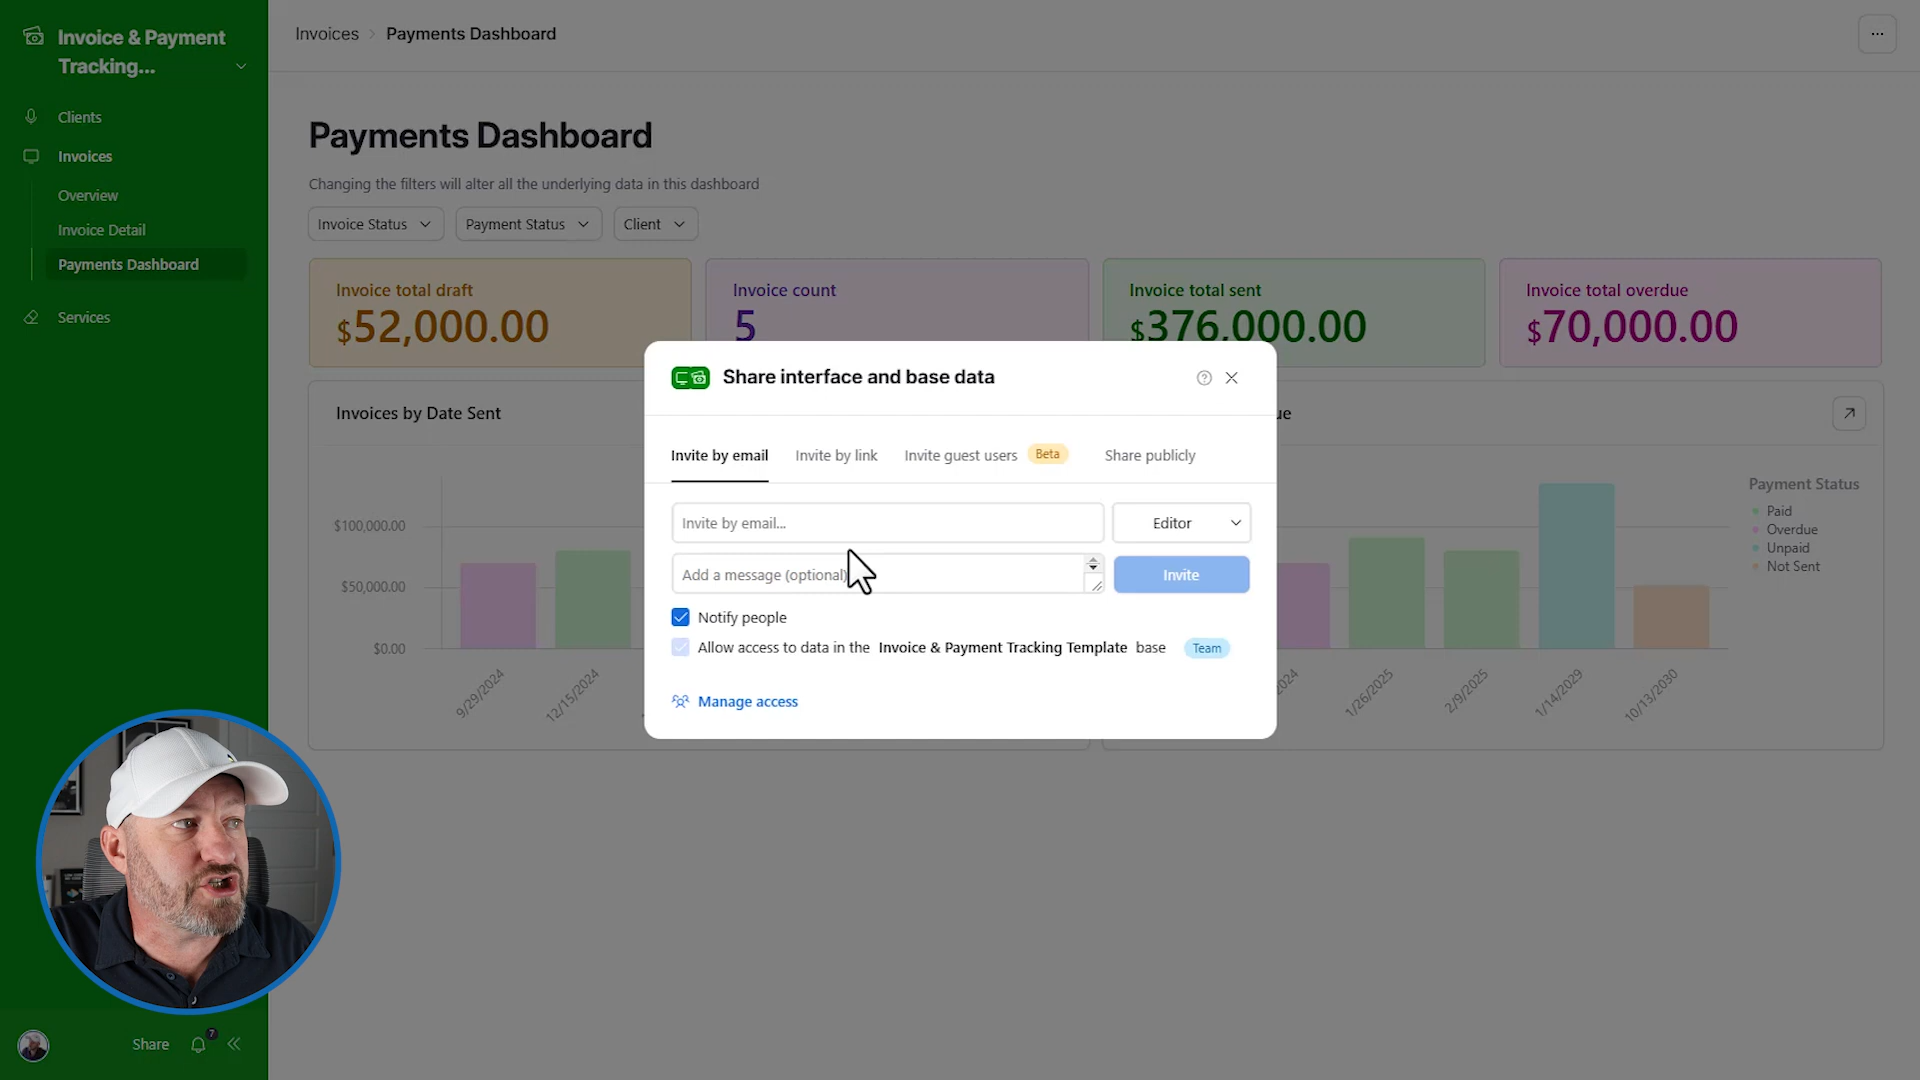 Invoice & Payment
Tracking...
Clients
Invoices
Overview
Invoice Detail
Payments Dashboard
Services
Share
7
Invoices
Payments Dashboard
Payments Dashboard
Changing the filters will alter all the underlying data in this dashboard
Invoice Status
Payment Status
Client
Invoice total draft
$52,000.00
Invoice count
5
Invoice total sent
$376,000.00
Invoice total overdue
$70,000.00
Invoices by Date Sent
$100,000.00
$50,000.00
$0.00
9/29/2024
12/15/2024
Share interface and base data
Invite by email
Invite by link
Invite guest users
Beta
Share publicly
Invite by email...
Editor
Add a message (optional)
Invite
Notify people
Allow access to data in the Invoice & Payment Tracking Template base
Team
Manage access
Payment Status
Paid
Overdue
Unpaid
Not Sent
1/26/2025
2/9/2025
1/14/2029
10/13/2030